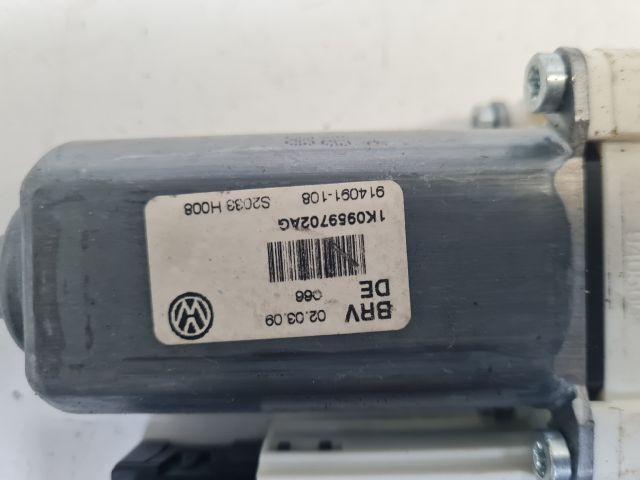 BRV 02.03.09
DE 066
1K0959702AG
914091-108 S2033 H008